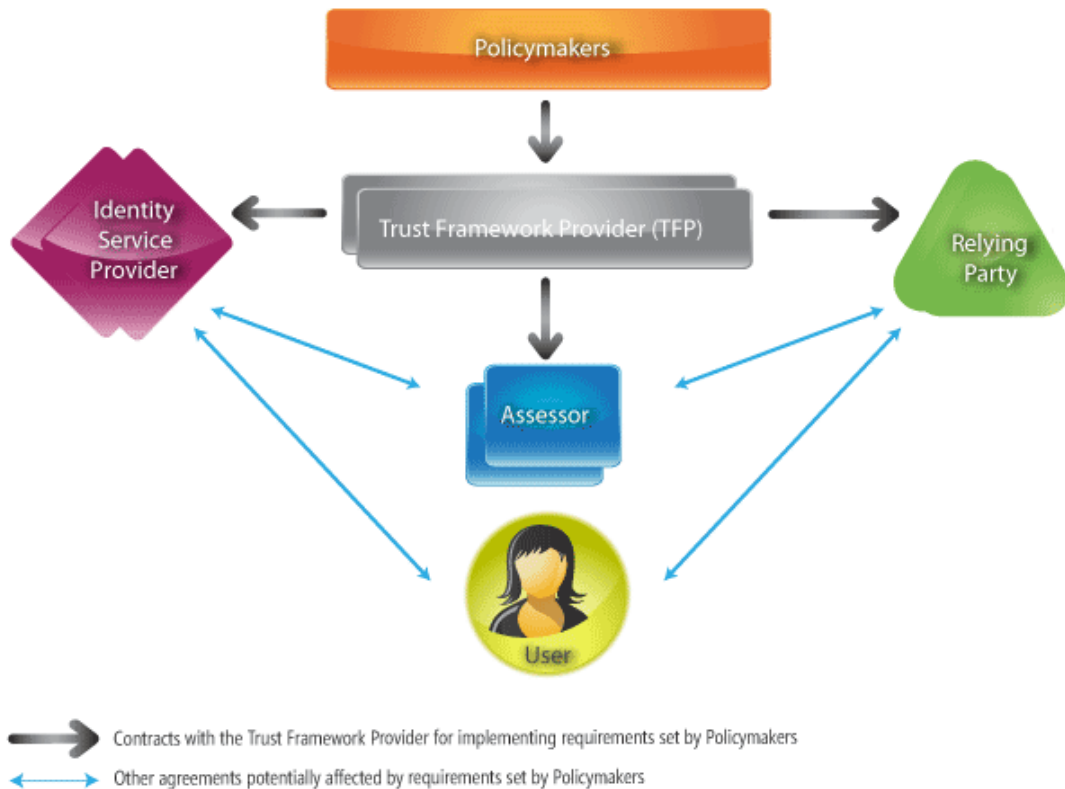 Policymakers
Identity
Service
Provider
Trust Framework Provider (TFP)
Relying
Party
Assessor
User
Contracts with the Trust Framework Provider for implementing requirements set by Policymakers
Other agreements potentially affected by requirements set by Policymakers